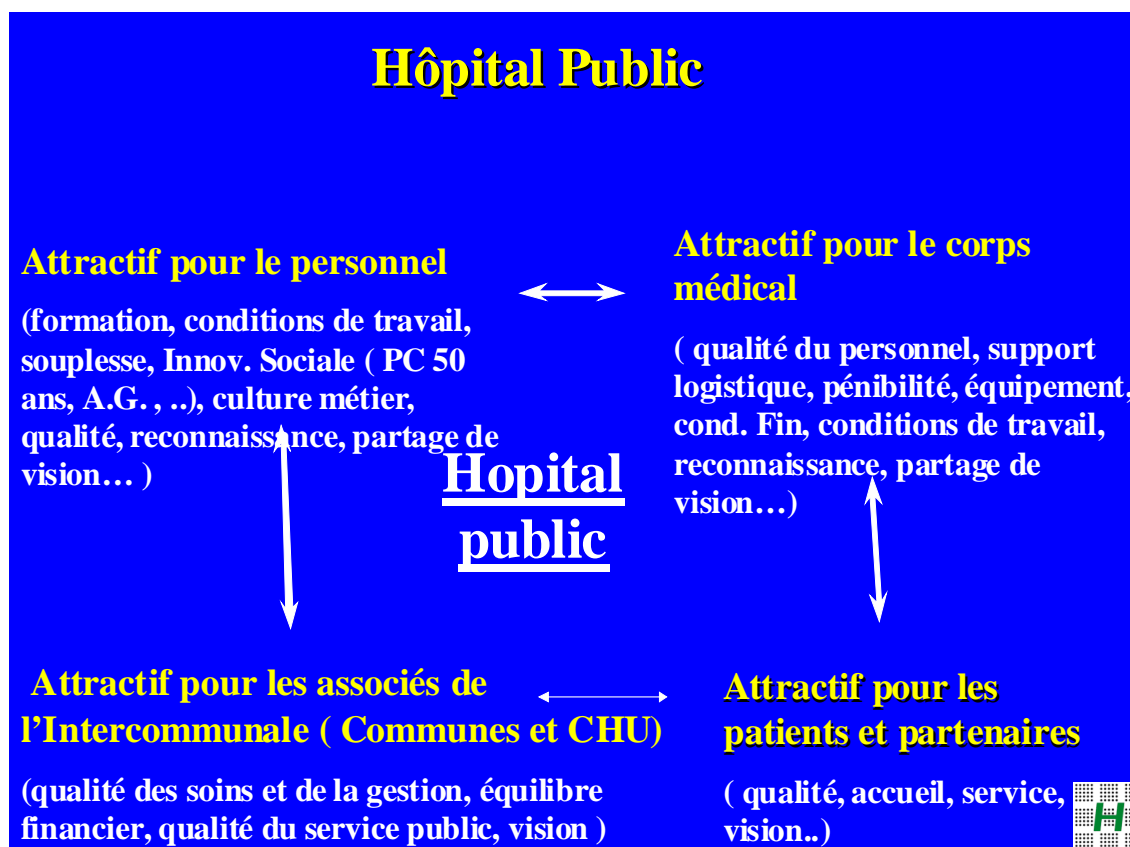 Hôpital Public
Attractif pour le personnel
(formation, conditions de travail,
souplesse, Innov. Sociale ( PC 50
ans, A.G. , ..), culture métier,
qualité, reconnaissance, partage de
vision… )
Attractif pour le corps
médical
( qualité du personnel, support
logistique, pénibilité, équipement,
cond. Fin, conditions de travail,
reconnaissance, partage de
vision…)
Hopital
public
Attractif pour les associés de
l’Intercommunale ( Communes et CHU)
(qualité des soins et de la gestion, équilibre
financier, qualité du service public, vision )
Attractif pour les
patients et partenaires
( qualité, accueil, service,
vision..)
H